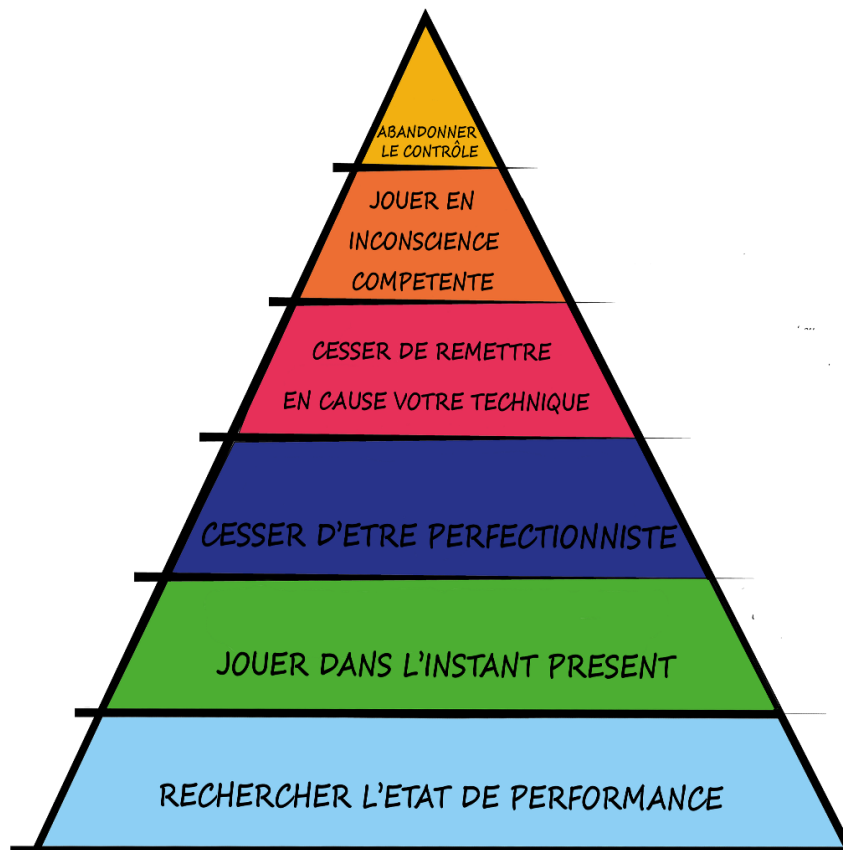 ABANDONNER
LE CONTRÔLE
JOUER EN
INCONSCIENCE
COMPETENTE
CESSER DE REMETTRE
EN CAUSE VOTRE TECHNIQUE
CESSER D'ETRE PERFECTIONNISTE
JOUER DANS L'INSTANT PRESENT
RECHERCHER L'ETAT DE PERFORMANCE